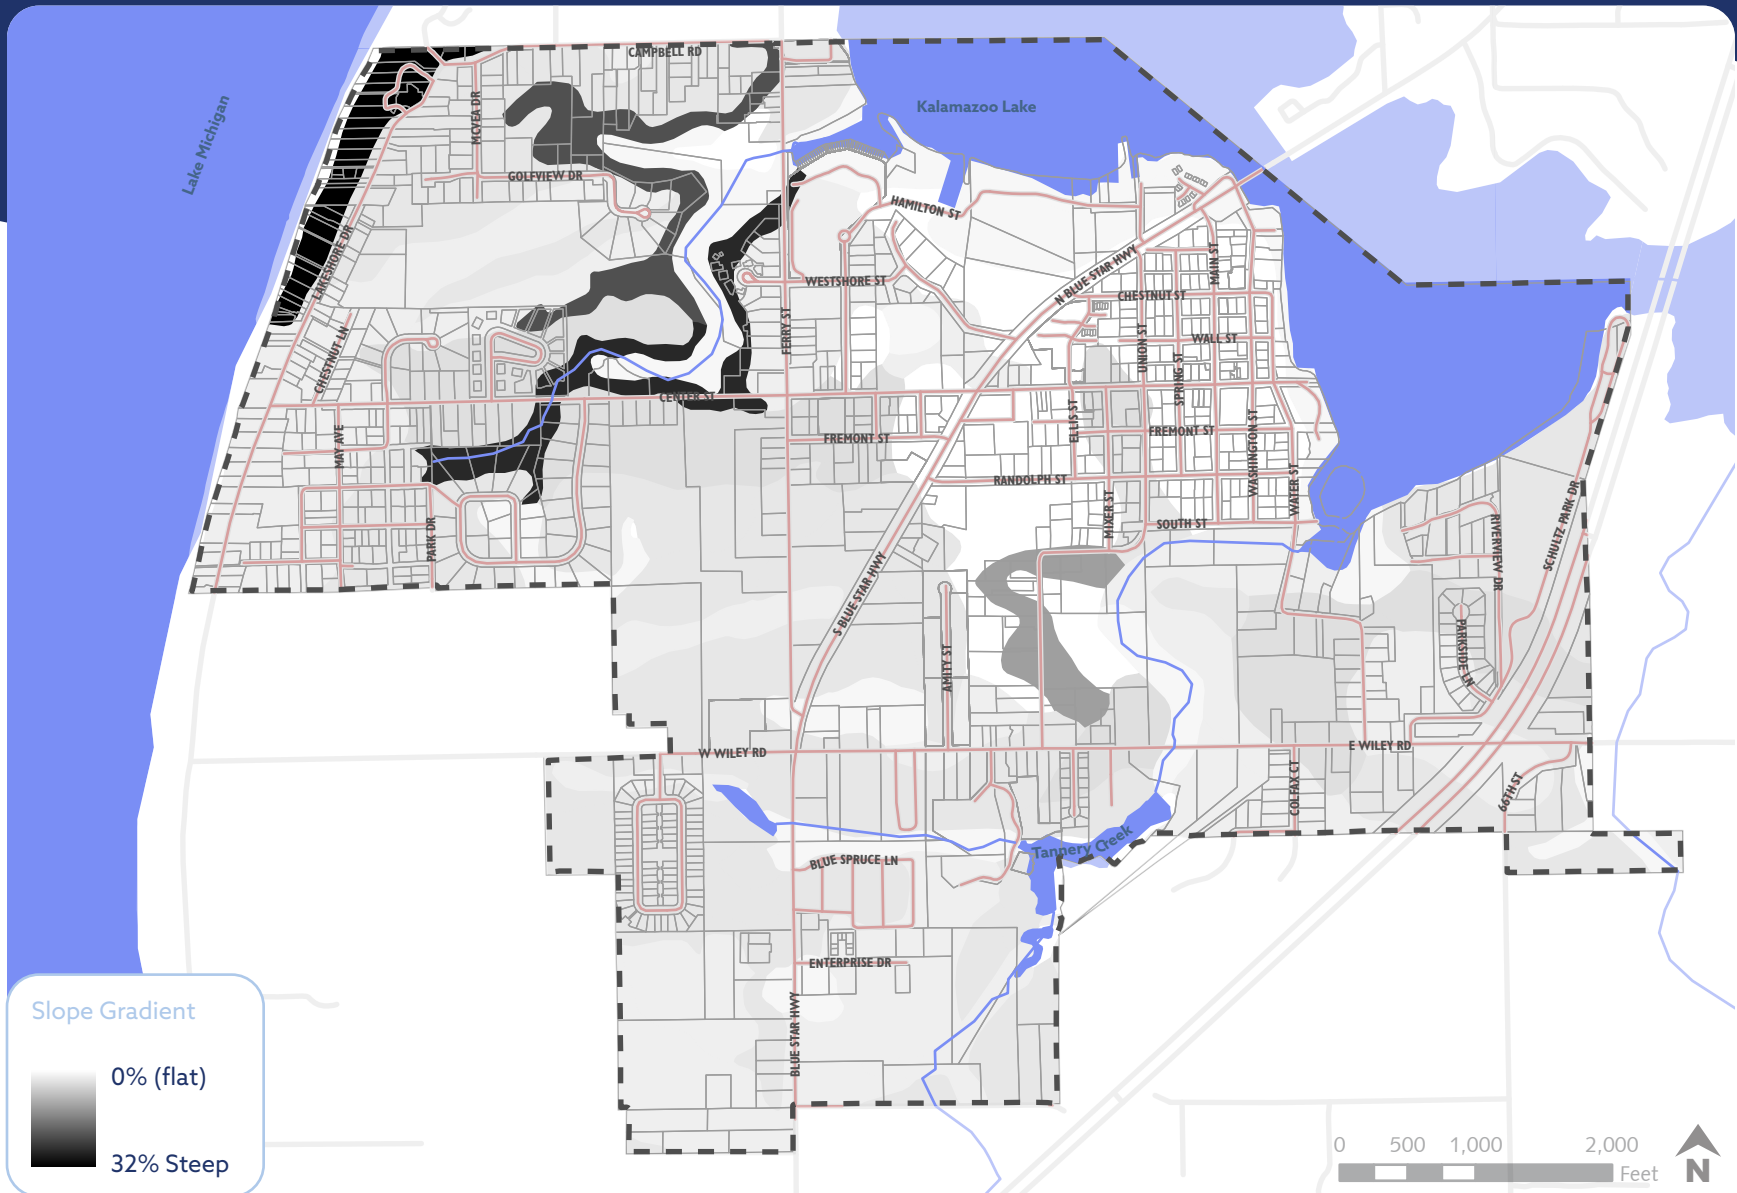 CAMPBELL RD
Kalamazoo Lake
Lake Michigan
MCVEA DR
GOLFVIEW DR
HAMILTON ST
LAKESHORE DR
WESTSHORE ST
N BLUE STAR HWY
MAIN ST
CHESTNUT ST
CHESTNUT LN
FERRY ST
UNION ST
WALL ST
SPRING ST
CENTER ST
ELLIS ST
MAY AVE
FREMONT ST
FREMONT ST
WASHINGTON ST
RANDOLPH ST
WATER ST
MIXER ST
SOUTH ST
PARK DR
RIVERVIEW DR
SCHULTZ PARK DR
S BLUE STAR HWY
AMITY ST
PARKSIDE LN
W WILEY RD
E WILEY RD
COLFAX CT
66TH ST
Tannery Creek
BLUE SPRUCE LN
ENTERPRISE DR
BLUE STAR HWY
Slope Gradient
0% (flat)
32% Steep
0 500 1,000 2,000
Feet
N